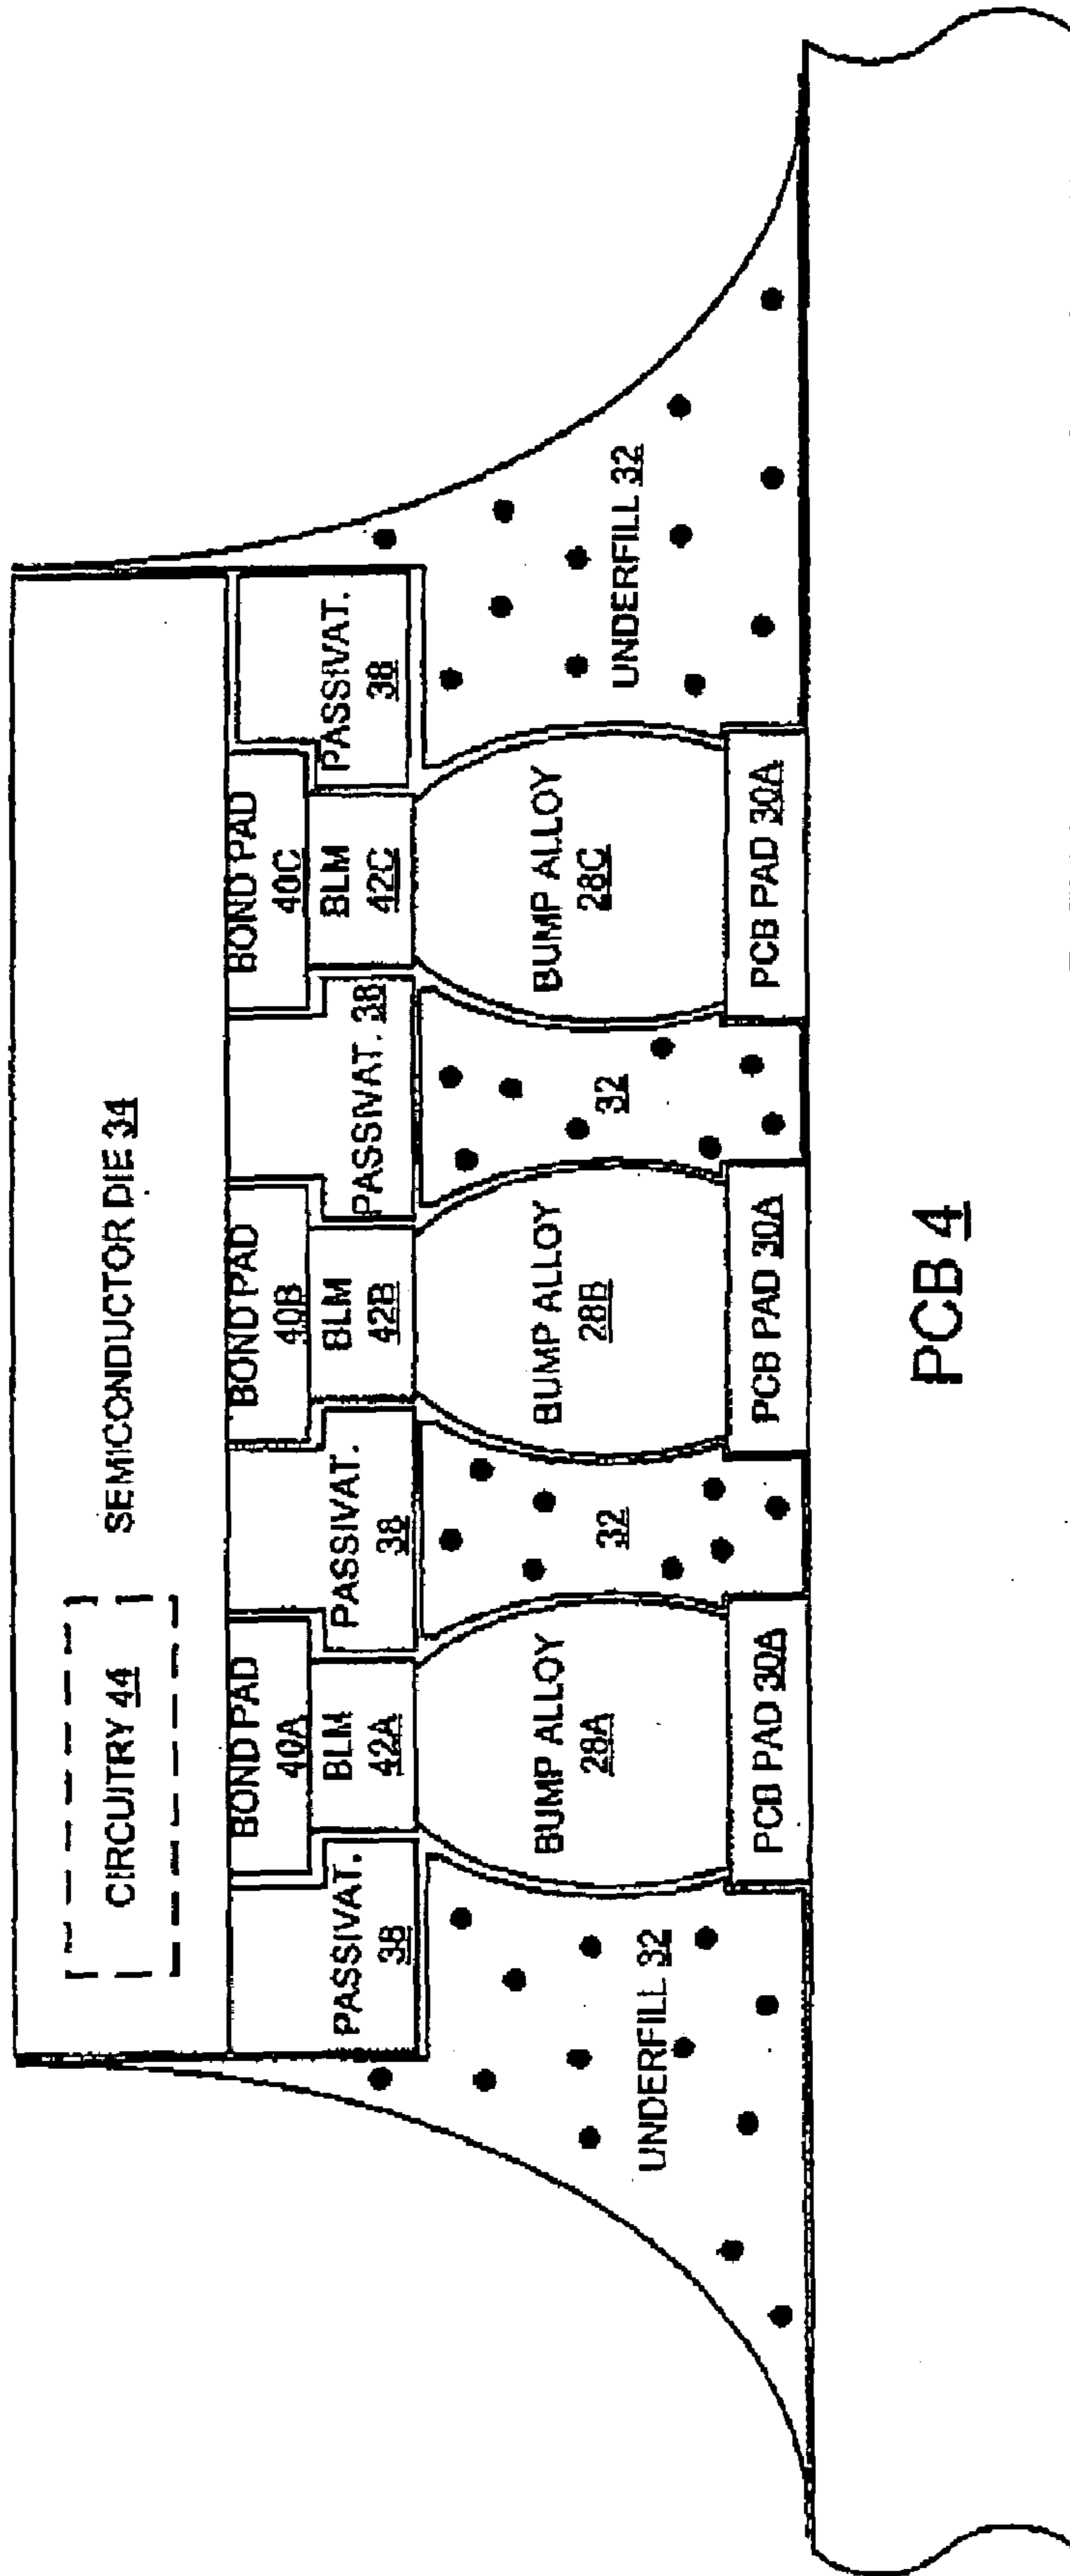 SEMICONDUCTOR DIE 34
CIRCUITRY 44
BOND PAD
40A
BOND PAD
40B
BOND PAD
40C
BLM
42A
BLM
42B
BLM
42C
PASSIVAT.
38
PASSIVAT.
38
PASSIVAT. 38
PASSIVAT.
38
BUMP ALLOY
28A
BUMP ALLOY
28B
BUMP ALLOY
28C
UNDERFILL 32
32
32
UNDERFILL 32
PCB PAD 30A
PCB PAD 30A
PCB PAD 30A
PCB 4